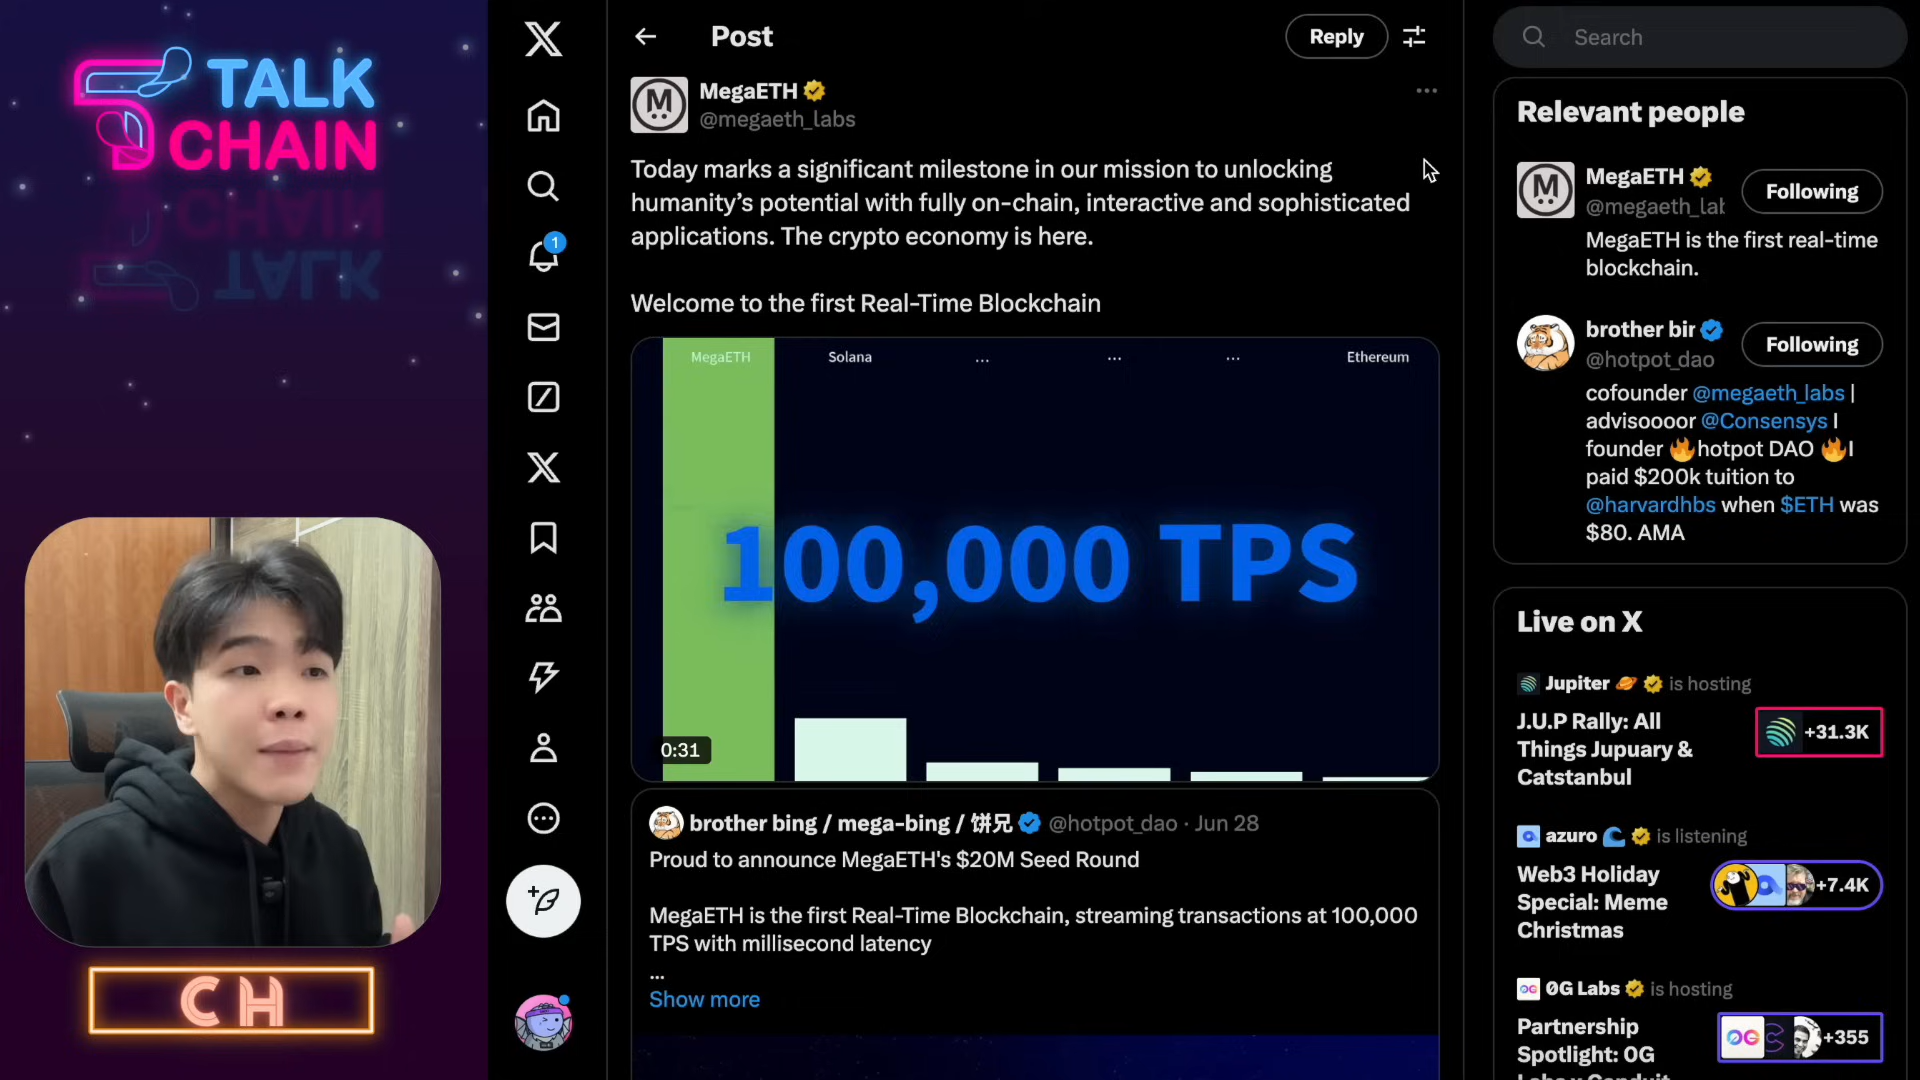 TALK
CHAIN
CH
Post
Reply
MegaETH
@megaeth_labs
Today marks a significant milestone in our mission to unlocking
humanity’s potential with fully on-chain, interactive and sophisticated
applications. The crypto economy is here.
Welcome to the first Real-Time Blockchain
MegaETH
Solana
...
...
...
Ethereum
100,000 TPS
0:31
brother bing / mega-bing / 饼兄 @hotpot_dao · Jun 28
Proud to announce MegaETH's $20M Seed Round
MegaETH is the first Real-Time Blockchain, streaming transactions at 100,000
TPS with millisecond latency
...
Show more
1
Search
Relevant people
MegaETH
@megaeth_lab
Following
MegaETH is the first real-time
blockchain.
brother bin
@hotpot_dao
Following
cofounder @megaeth_labs |
advisoooor @Consensys I
founder 🔥hotpot DAO 🔥I
paid $200k tuition to
@harvardhbs when $ETH was
$80. AMA
Live on X
Jupiter 🪐 is hosting
J.U.P Rally: All
Things Jupuary &
Catstanbul
+31.3K
azuro 🌊 is listening
Web3 Holiday
Special: Meme
Christmas
+7.4K
0G Labs is hosting
Partnership
Spotlight: 0G
Labs x Conduit
+355